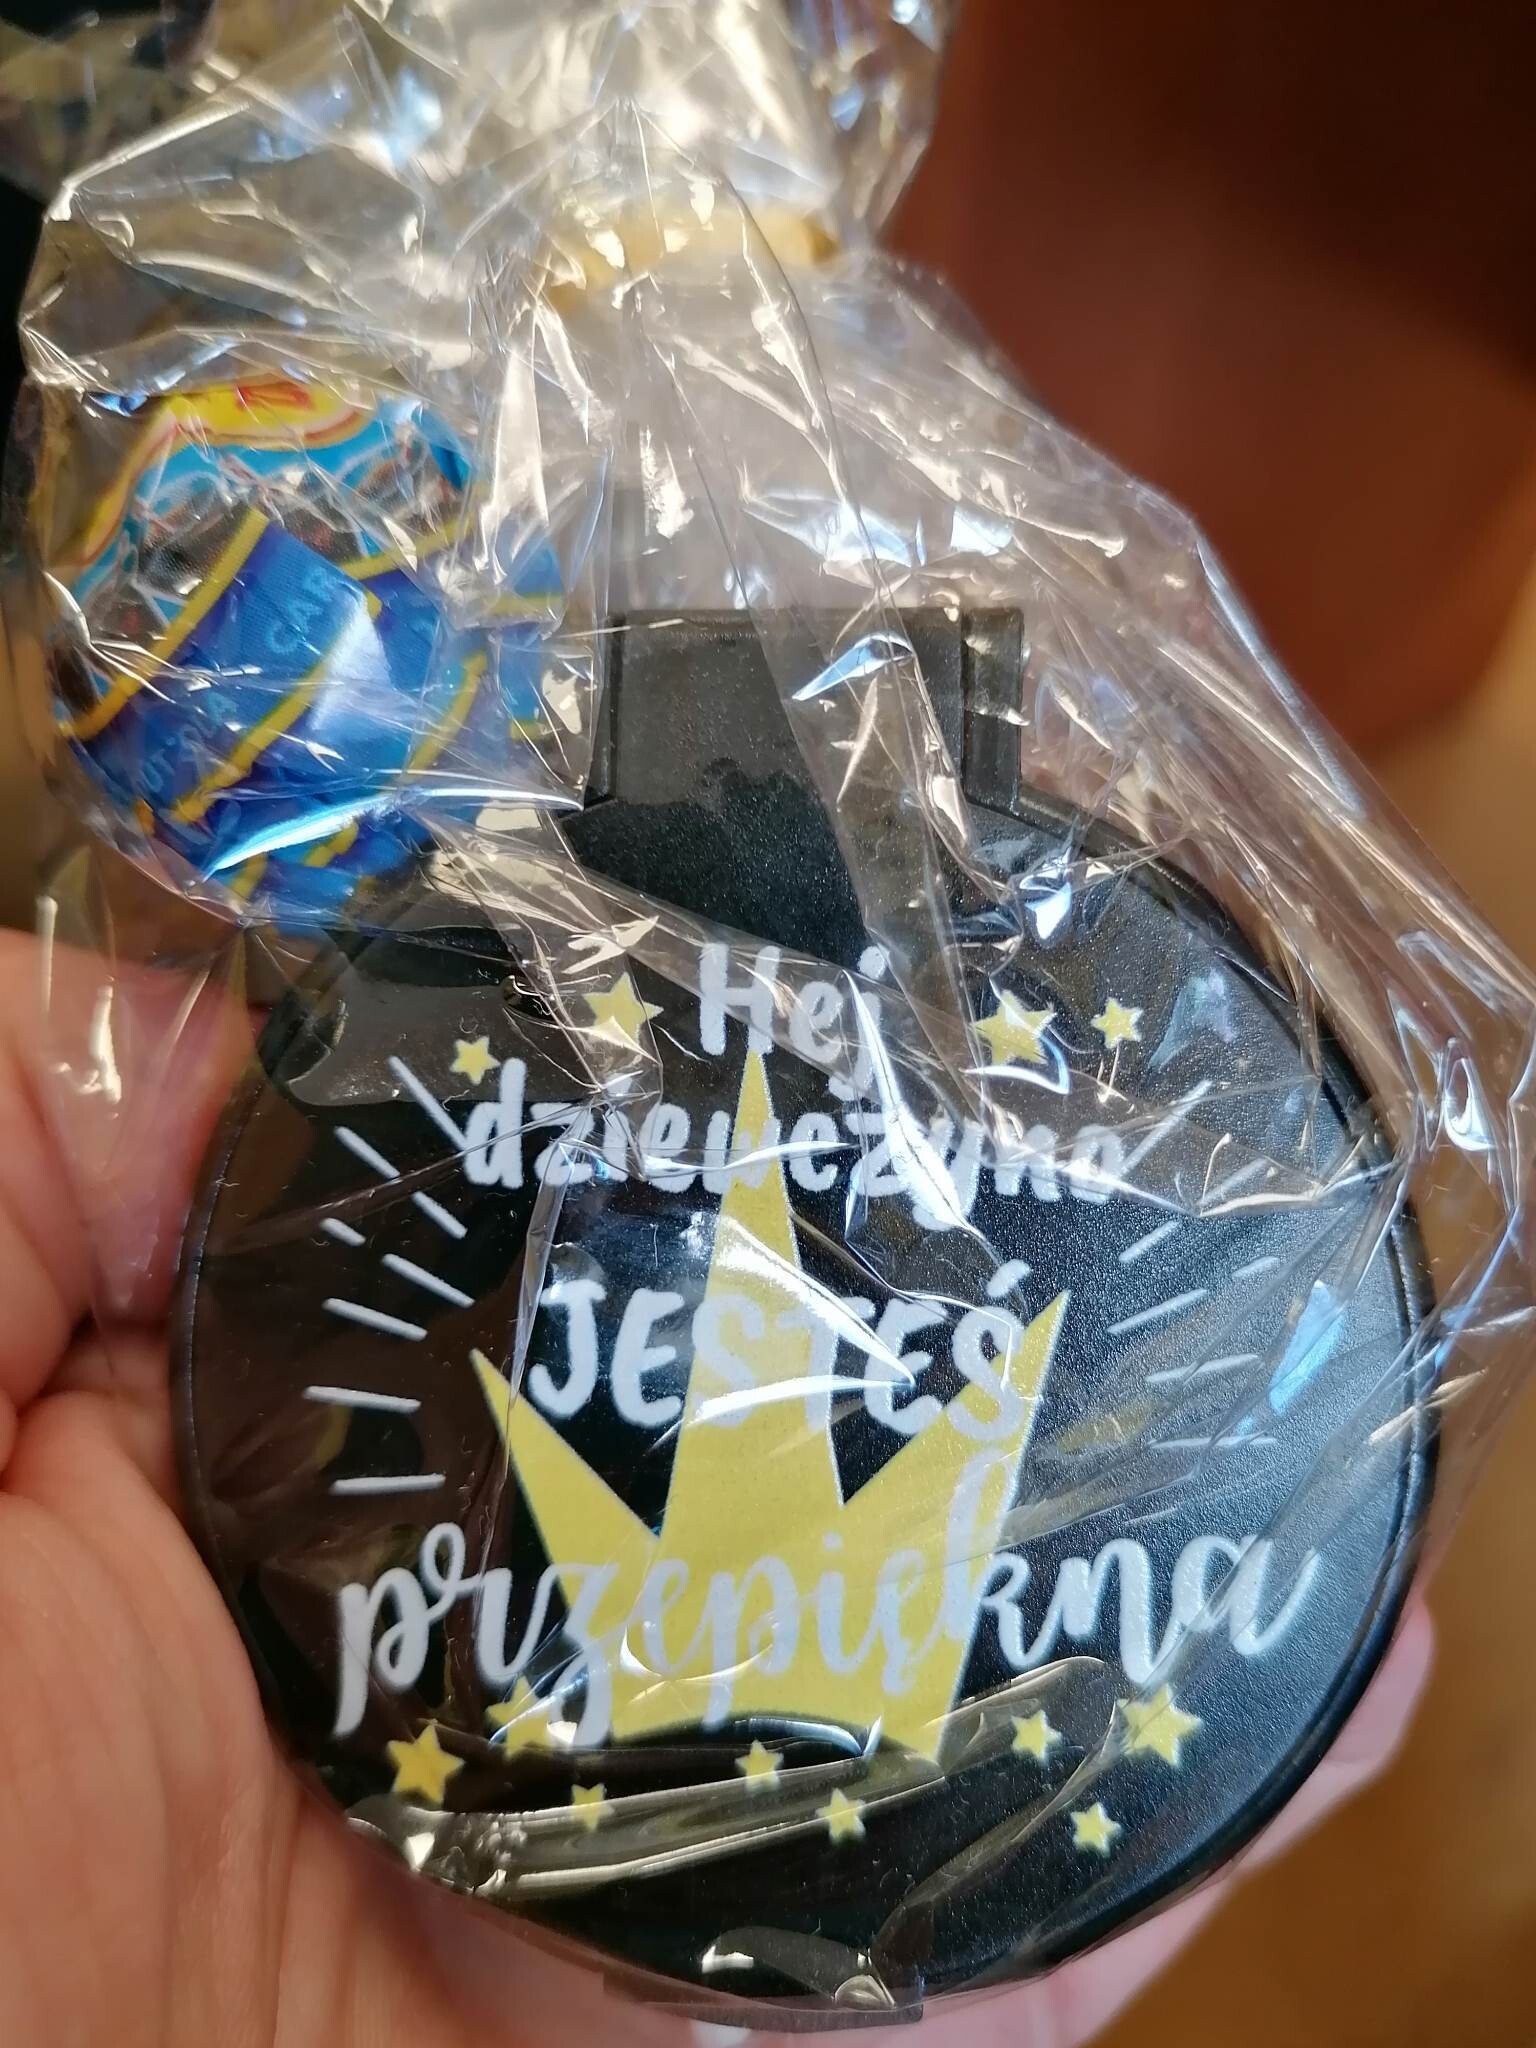 Hej
dziewczyno
JESTEŚ
przepiękna